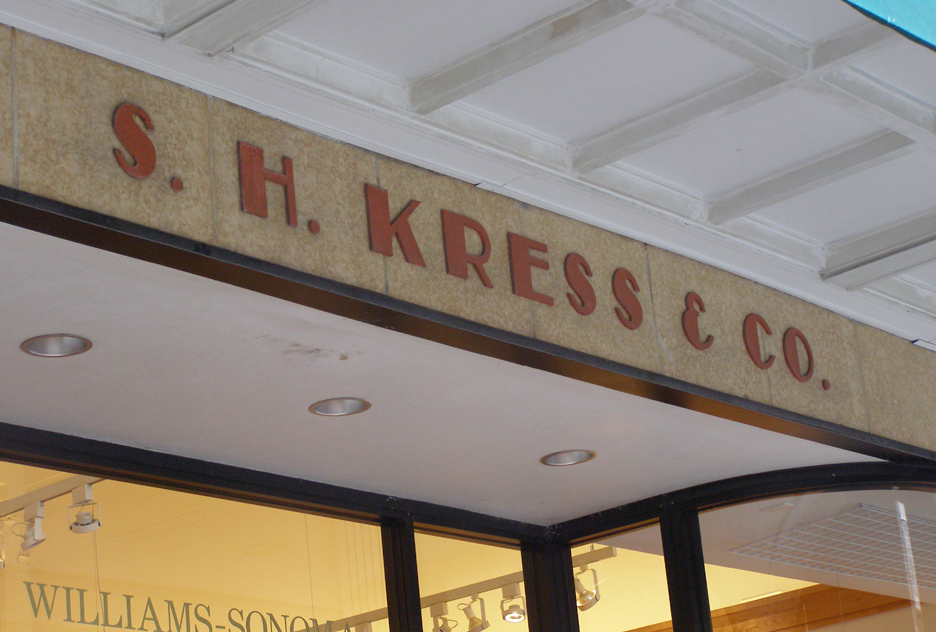 S. H. KRESS & CO.
WILLIAMS-SONOMA